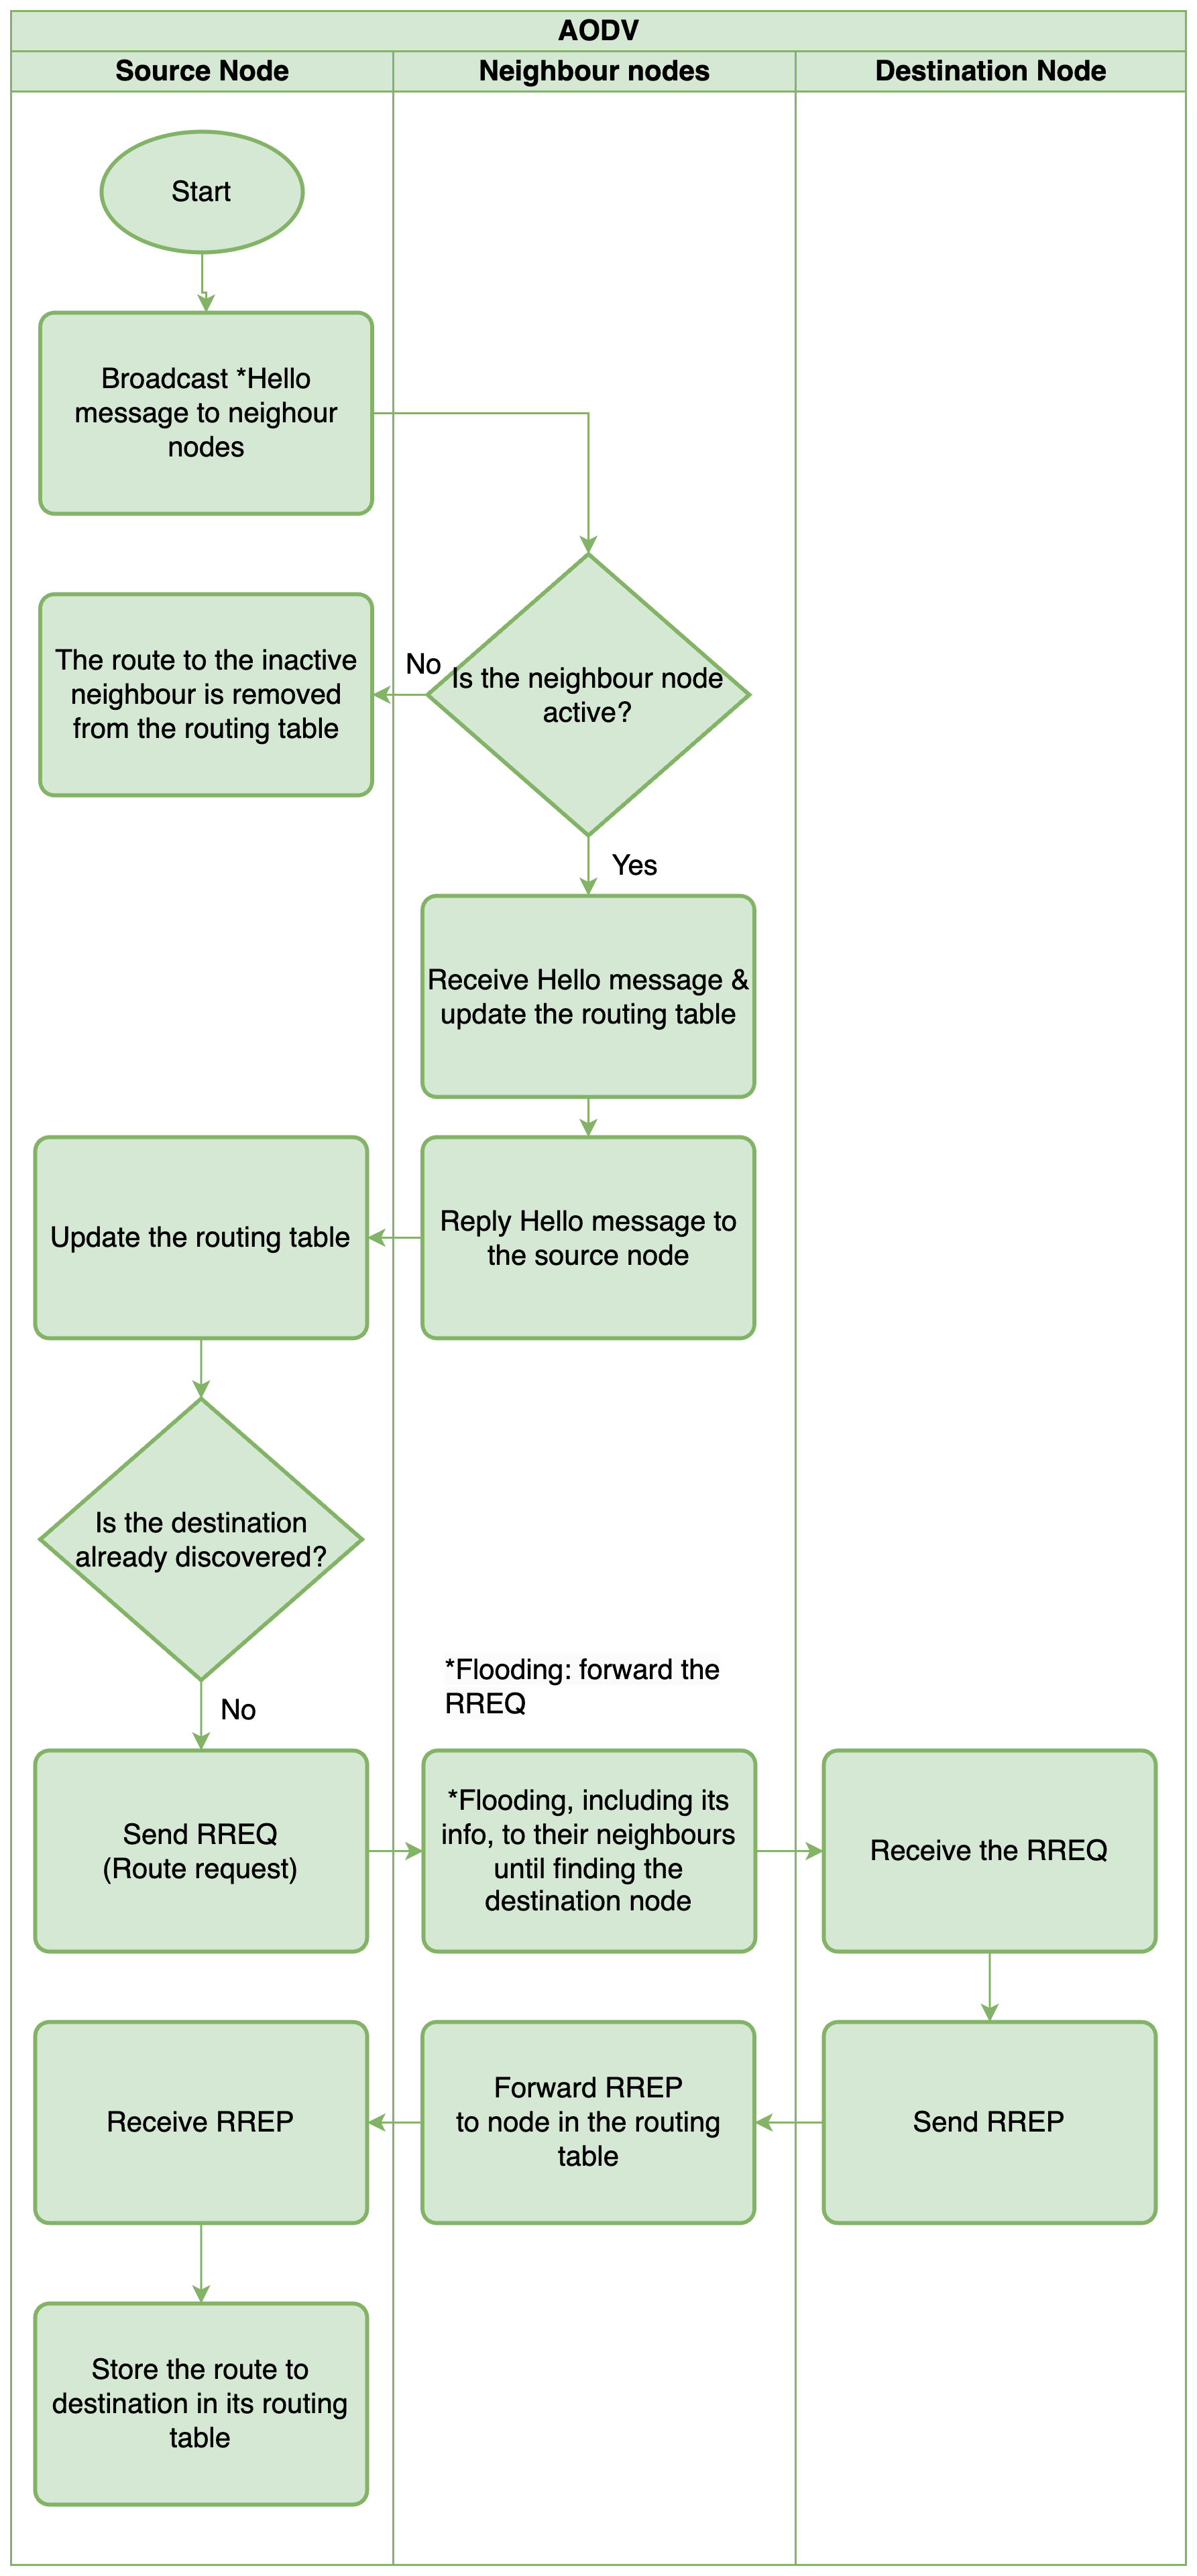 AODV
Source Node
Neighbour nodes
Destination Node
Start
Broadcast *Hello
message to neighour
nodes
The route to the inactive
neighbour is removed
from the routing table
No
Is the neighbour node
active?
Yes
Receive Hello message &
update the routing table
Update the routing table
Reply Hello message to
the source node
Is the destination
already discovered?
No
*Flooding: forward the
RREQ
Send RREQ
(Route request)
*Flooding, including its
info, to their neighbours
until finding the
destination node
Receive the RREQ
Receive RREP
Forward RREP
to node in the routing
table
Send RREP
Store the route to
destination in its routing
table